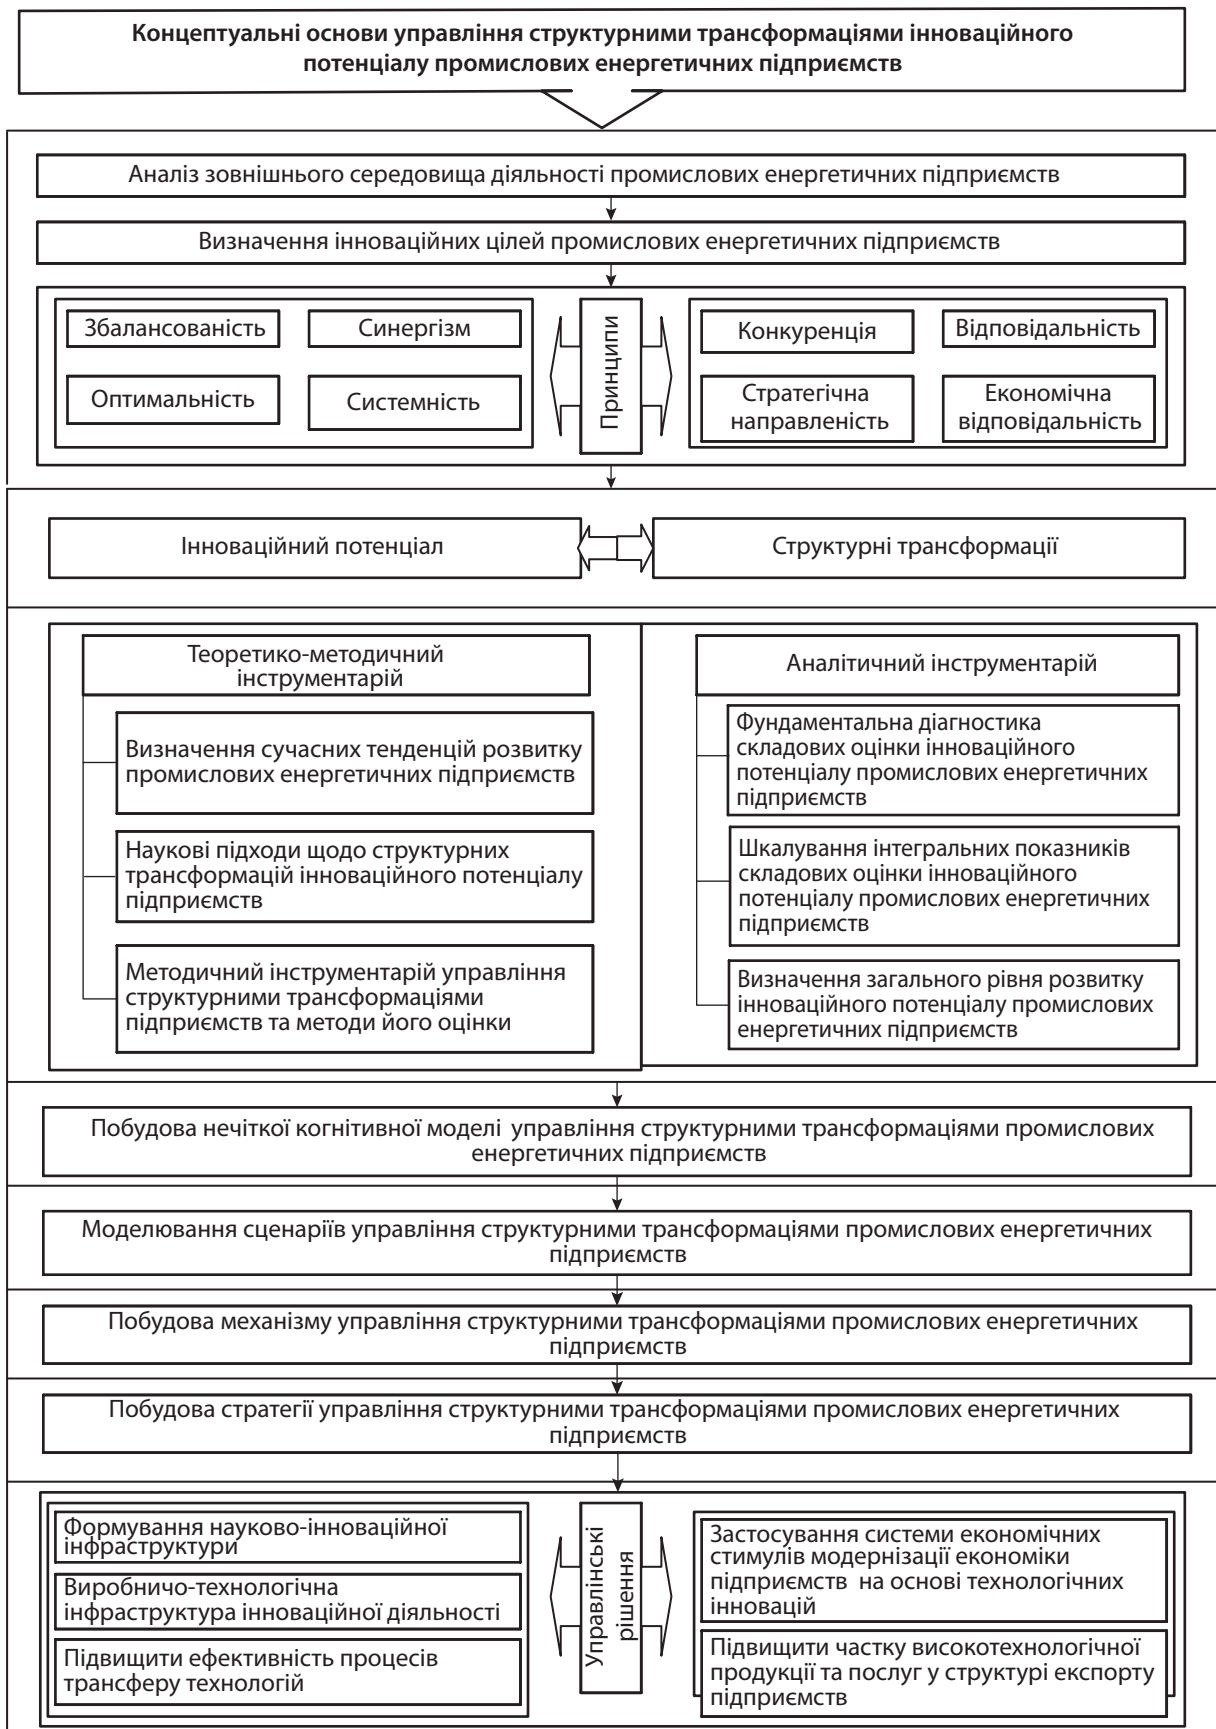 Концептуальні основи управління структурними трансформаціями інноваційного
потенціалу промислових енергетичних підприємств
Аналіз зовнішнього середовища діяльності промислових енергетичних підприємств
Визначення інноваційних цілей промислових енергетичних підприємств
Збалансованість
Синергізм
Оптимальність
Системність
Принципи
Конкуренція
Відповідальність
Стратегічна
направленість
Економічна
відповідальність
Інноваційний потенціал
Структурні трансформації
Теоретико-методичний
інструментарій
Визначення сучасних тенденцій розвитку
промислових енергетичних підприємств
Наукові підходи щодо структурних
трансформацій інноваційного потенціалу
підприємств
Методичний інструментарій управління
структурними трансформаціями
підприємств та методи його оцінки
Аналітичний інструментарій
Фундаментальна діагностика
складових оцінки інноваційного
потенціалу промислових енергетичних
підприємств
Шкалування інтегральних показників
складових оцінки інноваційного
потенціалу промислових енергетичних
підприємств
Визначення загального рівня розвитку
інноваційного потенціалу промислових
енергетичних підприємств
Побудова нечіткої когнітивної моделі управління структурними трансформаціями промислових
енергетичних підприємств
Моделювання сценаріїв управління структурними трансформаціями промислових енергетичних
підприємств
Побудова механізму управління структурними трансформаціями промислових енергетичних
підприємств
Побудова стратегії управління структурними трансформаціями промислових енергетичних
підприємств
Формування науково-інноваційної
інфраструктури
Виробничо-технологічна
інфраструктура інноваційної діяльності
Підвищити ефективність процесів
трансферу технологій
Управлінські
рішення
Застосування системи економічних
стимулів модернізації економіки
підприємств на основі технологічних
інновацій
Підвищити частку високотехнологічної
продукції та послуг у структурі експорту
підприємств